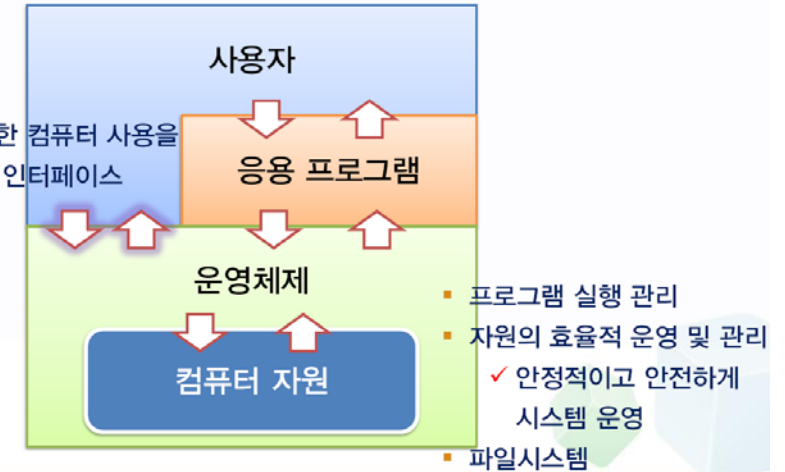 사용자
한 컴퓨터 사용을
인터페이스
응용 프로그램
운영체제
컴퓨터 자원
▪ 프로그램 실행 관리
▪ 자원의 효율적 운영 및 관리
✓ 안정적이고 안전하게
시스템 운영
▪ 파일시스템